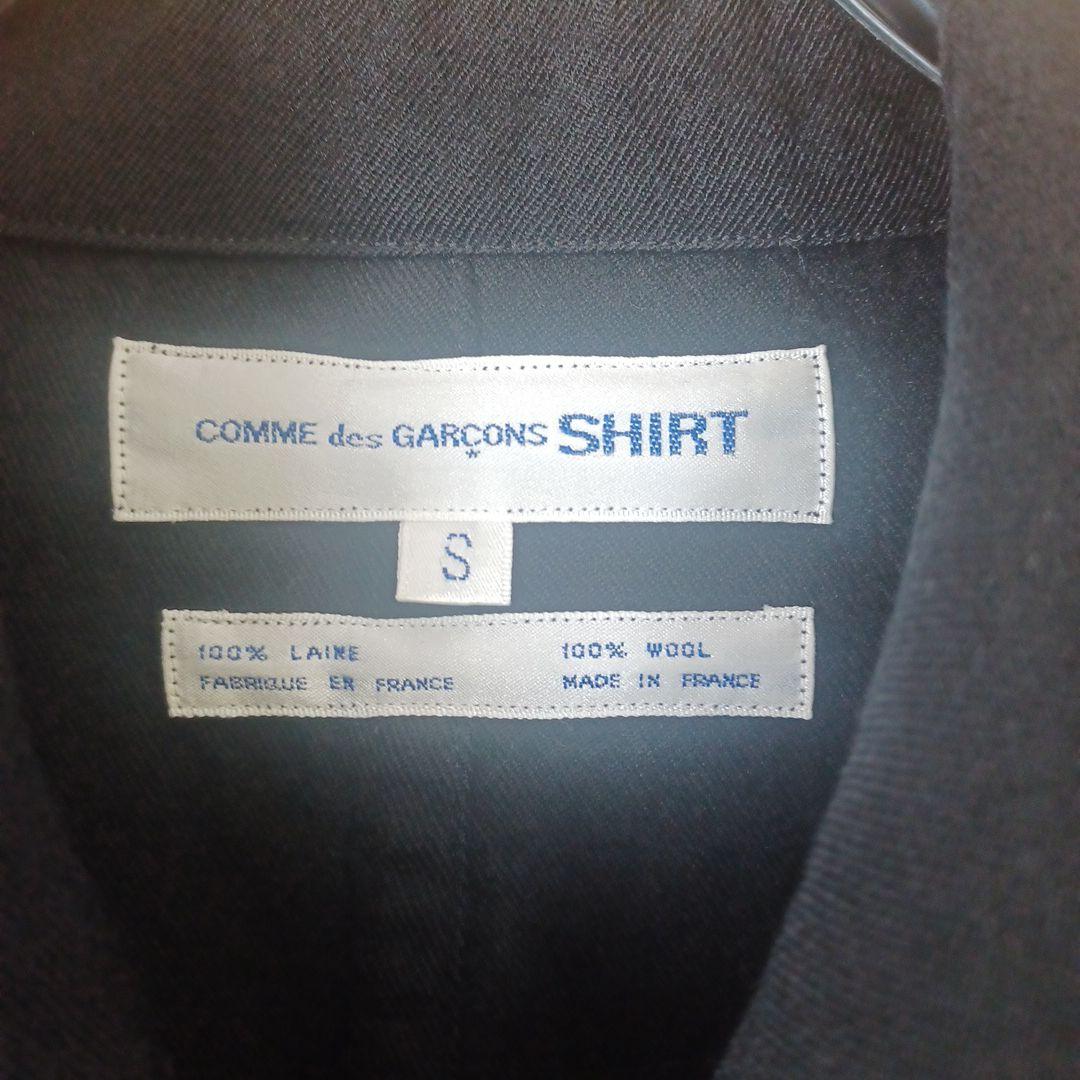 COMME des GARÇONS SHIRT
S
100% LAINE 100% WOOL
FABRIQUE EN FRANCE MADE IN FRANCE